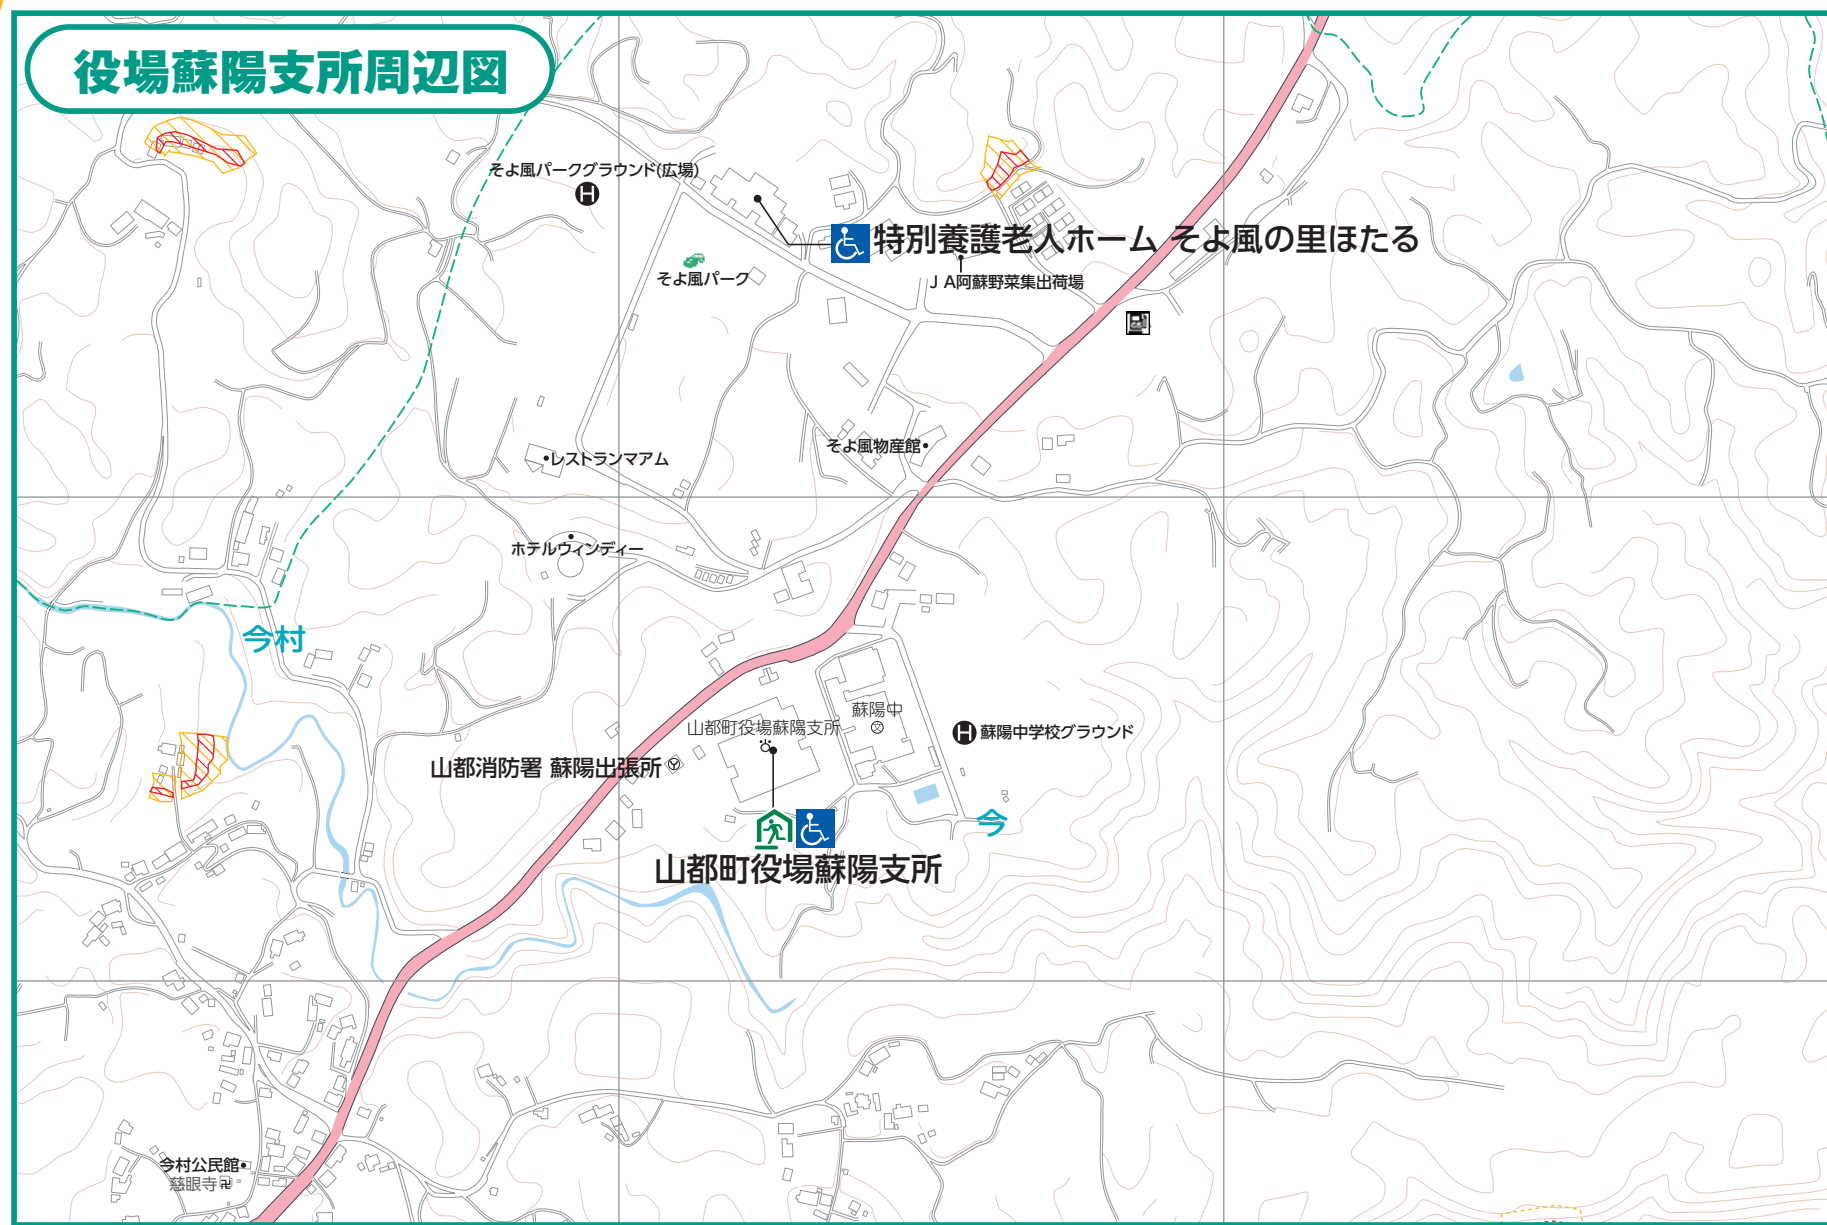 役場蘇陽支所周辺図
そよ風パークグラウンド(広場)
H
特別養護老人ホーム そよ風の里ほたる
そよ風パーク
ＪＡ阿蘇野菜集出荷場
そよ風物産館
レストランマアム
ホテルウィンディー
今村
蘇陽中
文
山都町役場蘇陽支所
H
蘇陽中学校グラウンド
山都消防署 蘇陽出張所
今
山都町役場蘇陽支所
今村公民館
慈眼寺